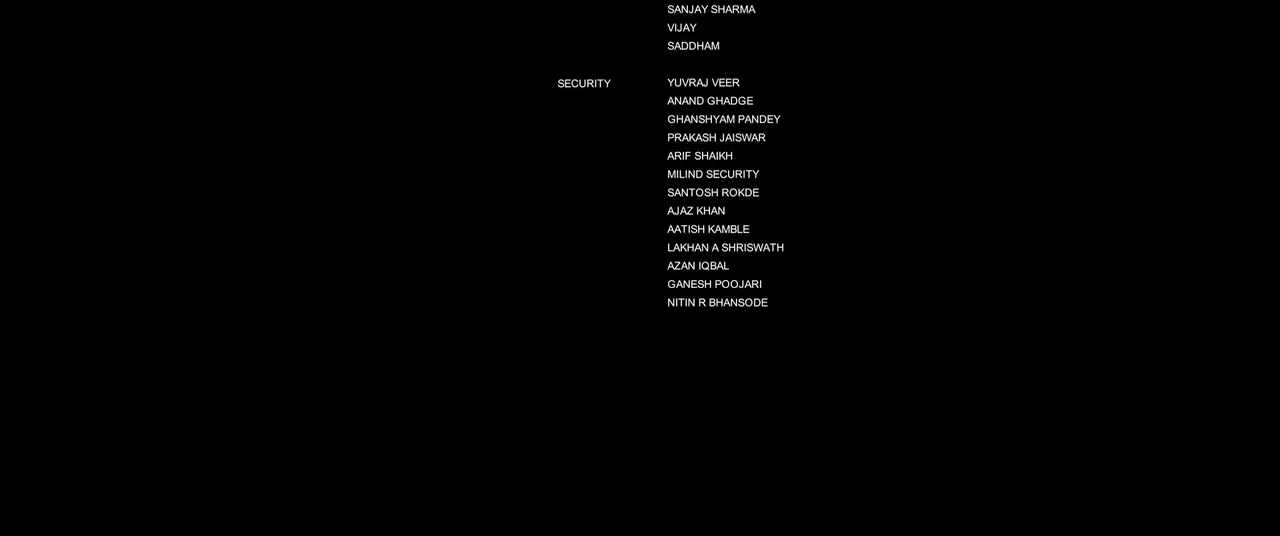 SANJAY SHARMA
VIJAY
SADDHAM
SECURITY YUVRAJ VEER
ANAND GHADGE
GHANSHYAM PANDEY
PRAKASH JAISWAR
ARIF SHAIKH
MILIND SECURITY
SANTOSH ROKDE
AJAZ KHAN
AATISH KAMBLE
LAKHAN A SHRISWATH
AZAN IQBAL
GANESH POOJARI
NITIN R BHANSODE